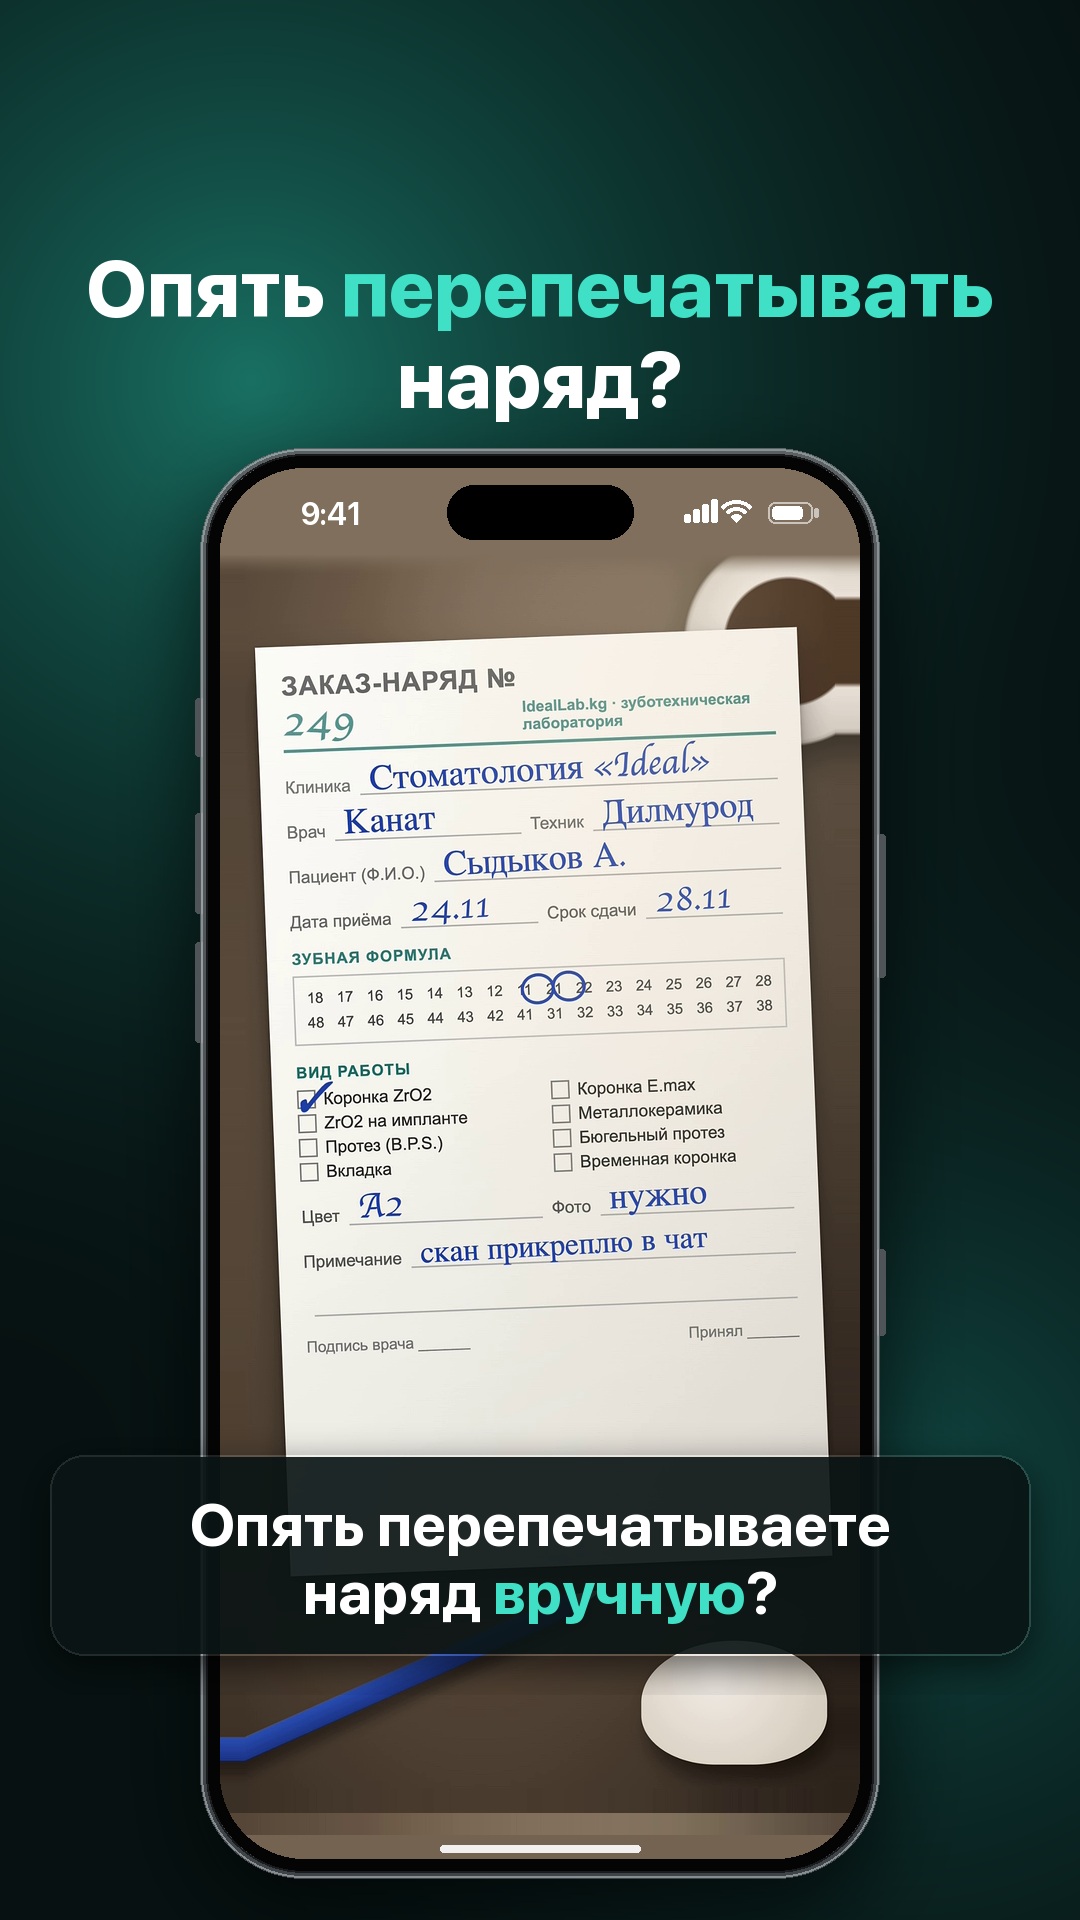 Опять перепечатывать
наряд?
9:41
ЗАКАЗ-НАРЯД №
249
IdealLab.kg · зуботехническая
лаборатория
Клиника Стоматология «Ideal»
Врач Канат Техник Дилмурод
Пациент (Ф.И.О.) Сыдыков А.
Дата приёма 24.11 Срок сдачи 28.11
ЗУБНАЯ ФОРМУЛА
18 17 16 15 14 13 12 11 21 22 23 24 25 26 27 28
48 47 46 45 44 43 42 41 31 32 33 34 35 36 37 38
ВИД РАБОТЫ
Коронка ZrO2 Коронка E.max
ZrO2 на импланте Металлокерамика
Протез (B.P.S.) Бюгельный протез
Вкладка Временная коронка
Цвет A2 Фото нужно
Примечание скан прикреплю в чат
Подпись врача ______ Принял ______
Опять перепечатываете
наряд вручную?